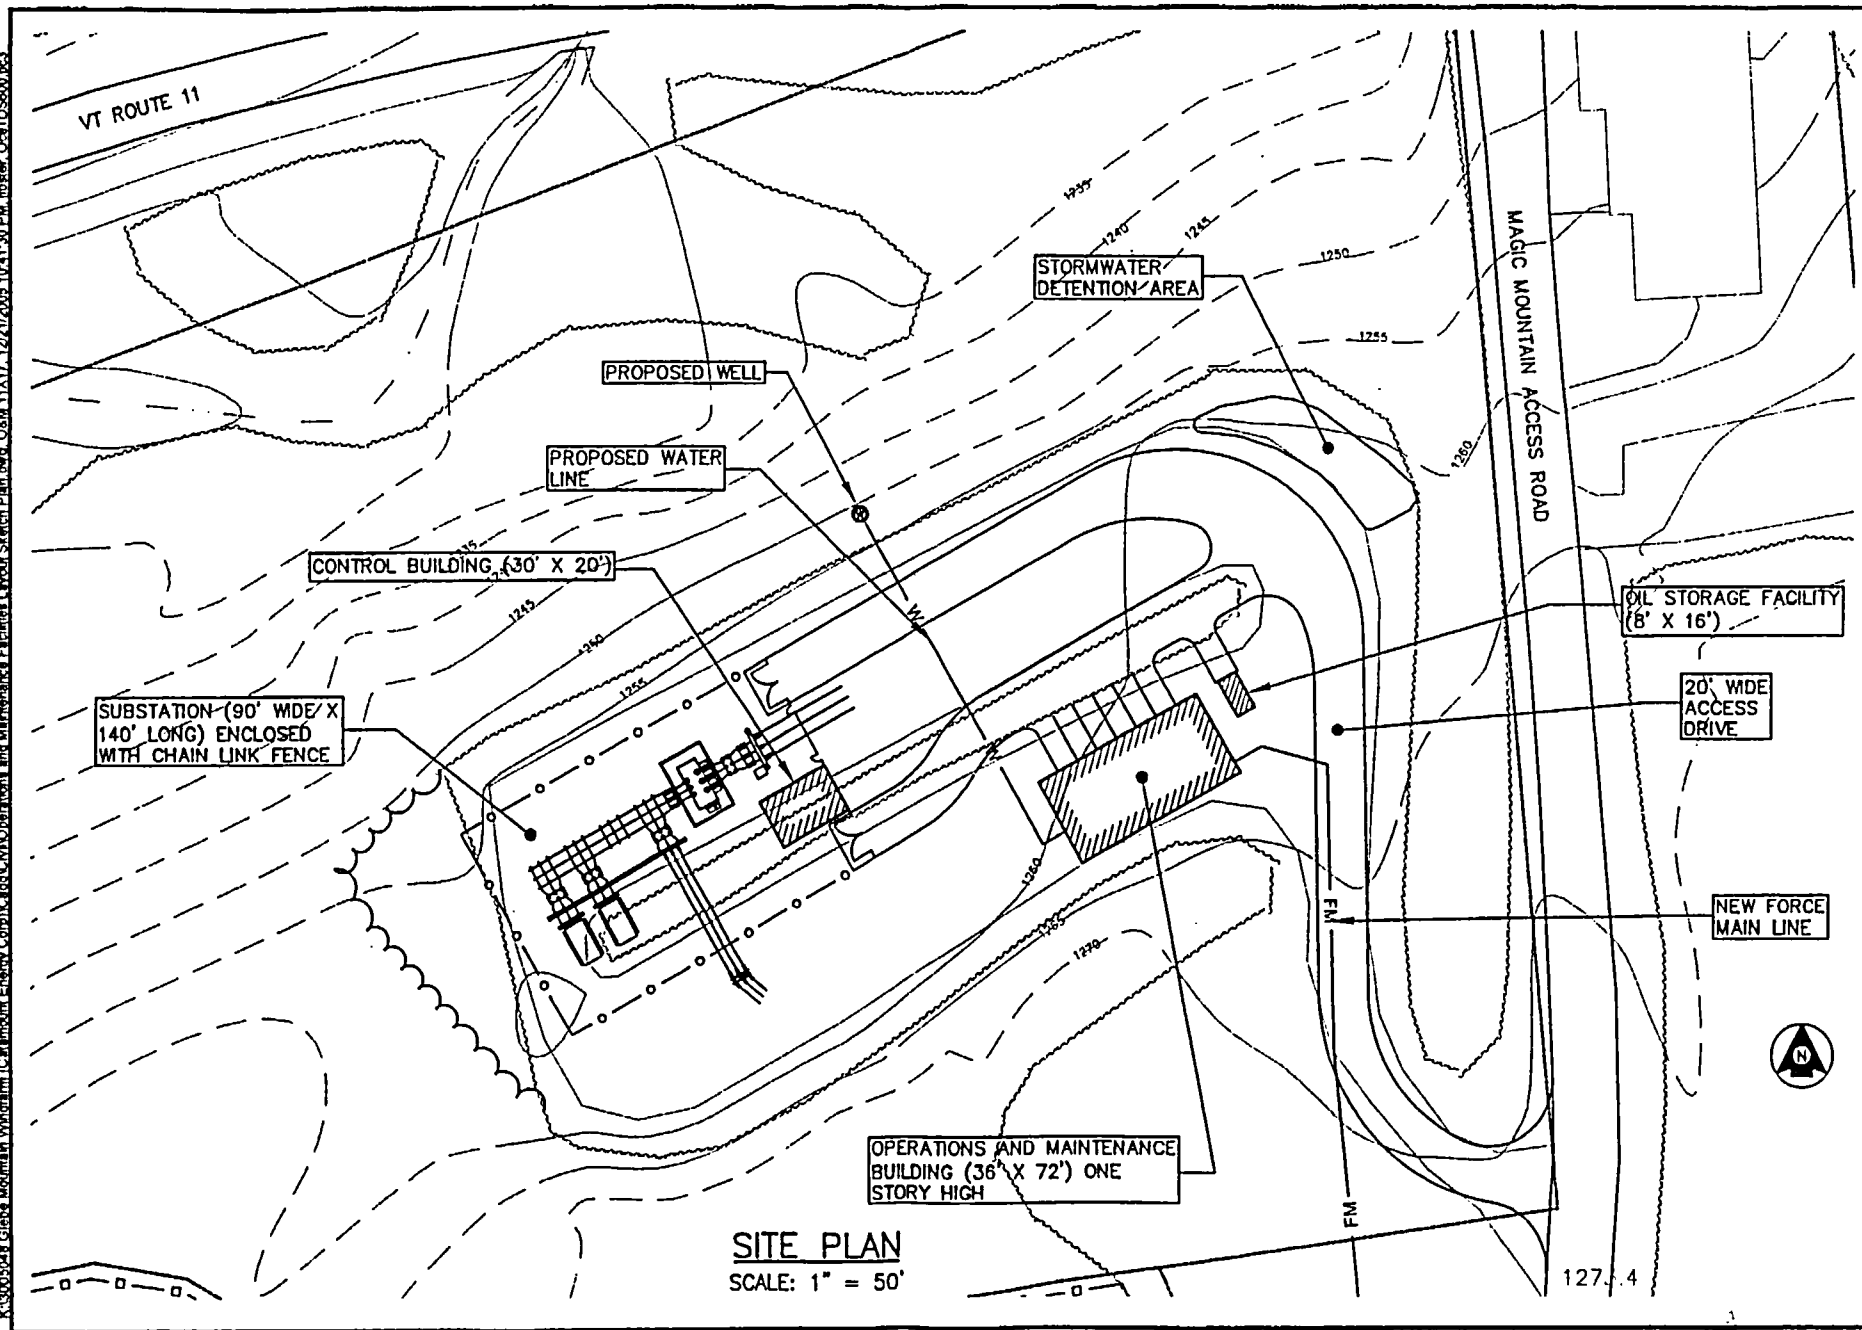 VT ROUTE 11
1235
1240
1245
1250
1255
1260
MAGIC MOUNTAIN ACCESS ROAD
STORMWATER
DETENTION AREA
PROPOSED WELL
PROPOSED WATER
LINE
CONTROL BUILDING (30' X 20')
1245
1250
1255
W
OIL STORAGE FACILITY
(8' X 16')
SUBSTATION (90' WIDE X
140' LONG) ENCLOSED
WITH CHAIN LINK FENCE
20' WIDE
ACCESS
DRIVE
1260
1265
1270
FM
NEW FORCE
MAIN LINE
N
OPERATIONS AND MAINTENANCE
BUILDING (36' X 72') ONE
STORY HIGH
FM
SITE PLAN
SCALE: 1" = 50'